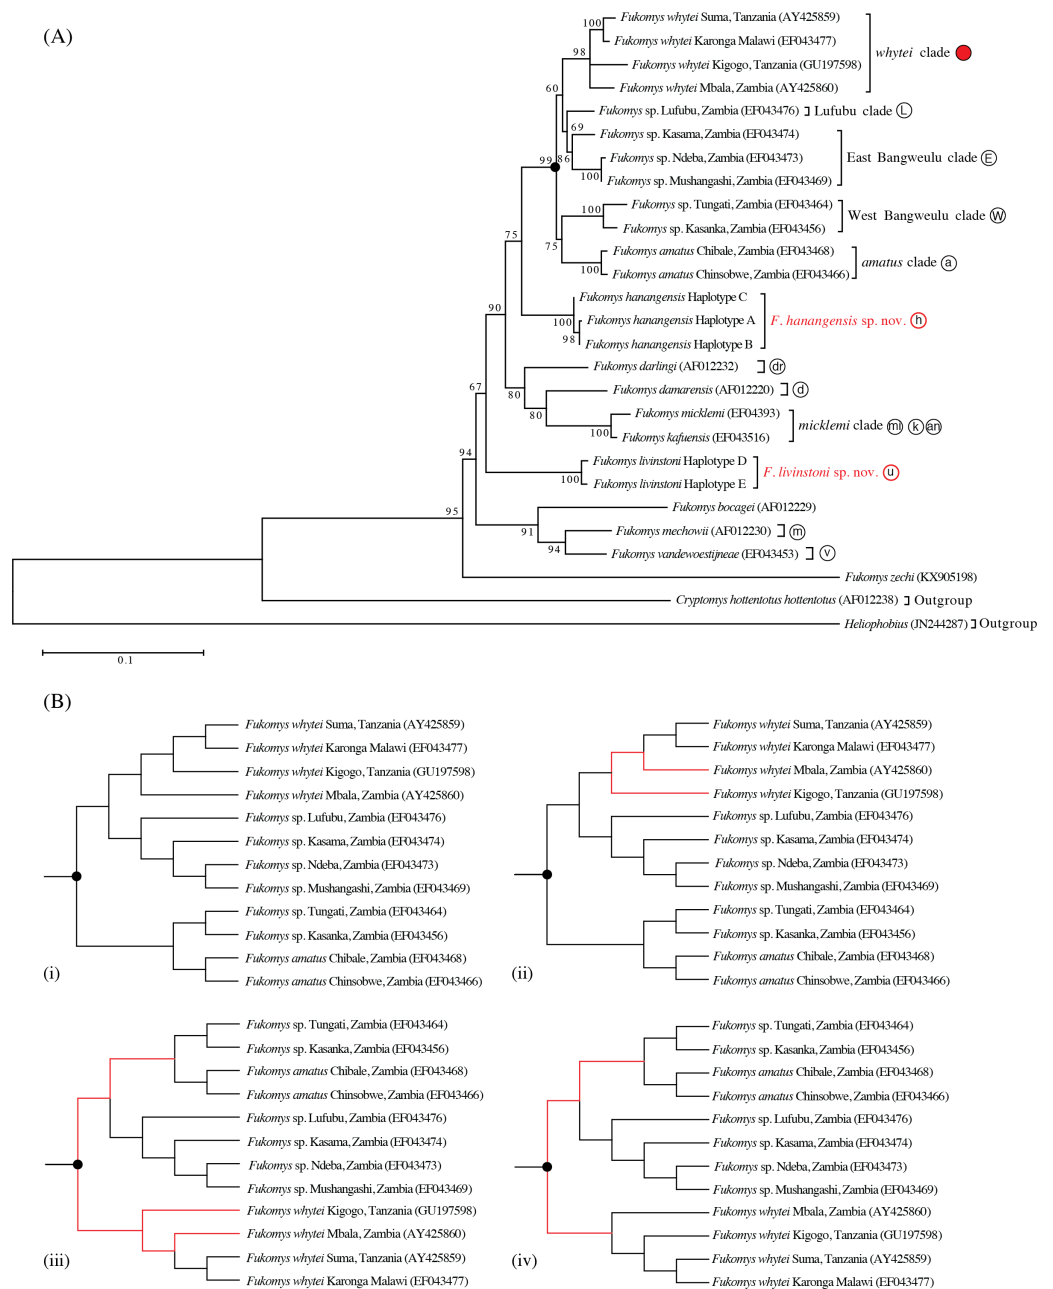 (A)
100
Fukomys whytei Suma, Tanzania (AY425859)
Fukomys whytei Karonga Malawi (EF043477)
98
Fukomys whytei Kigogo, Tanzania (GU197598)
whytei clade
Fukomys whytei Mbala, Zambia (AY425860)
60
Fukomys sp. Lufubu, Zambia (EF043476)
Lufubu clade L
69
Fukomys sp. Kasama, Zambia (EF043474)
99
86
Fukomys sp. Ndeba, Zambia (EF043473)
East Bangweulu clade E
100
Fukomys sp. Mushangashi, Zambia (EF043469)
Fukomys sp. Tungati, Zambia (EF043464)
100
West Bangweulu clade W
Fukomys sp. Kasanka, Zambia (EF043456)
75
75
Fukomys amatus Chibale, Zambia (EF043468)
amatus clade a
100
Fukomys amatus Chinsobwe, Zambia (EF043466)
Fukomys hanangensis Haplotype C
90
100
Fukomys hanangensis Haplotype A
F. hanangensis sp. nov. h
98
Fukomys hanangensis Haplotype B
Fukomys darlingi (AF012232)
dr
67
80
Fukomys damarensis (AF012220)
d
80
Fukomys micklemi (EF04393)
micklemi clade mi k an
100
Fukomys kafuensis (EF043516)
94
Fukomys livinstoni Haplotype D
F. livinstoni sp. nov. u
100
Fukomys livinstoni Haplotype E
95
Fukomys bocagei (AF012229)
91
Fukomys mechowii (AF012230)
m
94
Fukomys vandewoestijneae (EF043453)
v
Fukomys zechi (KX905198)
Cryptomys hottentotus hottentotus (AF012238)
Outgroup
Heliophobius (JN244287)
Outgroup
0.1
(B)
Fukomys whytei Suma, Tanzania (AY425859)
Fukomys whytei Karonga Malawi (EF043477)
Fukomys whytei Kigogo, Tanzania (GU197598)
Fukomys whytei Mbala, Zambia (AY425860)
Fukomys sp. Lufubu, Zambia (EF043476)
Fukomys sp. Kasama, Zambia (EF043474)
Fukomys sp. Ndeba, Zambia (EF043473)
Fukomys sp. Mushangashi, Zambia (EF043469)
Fukomys sp. Tungati, Zambia (EF043464)
Fukomys sp. Kasanka, Zambia (EF043456)
Fukomys amatus Chibale, Zambia (EF043468)
Fukomys amatus Chinsobwe, Zambia (EF043466)
(i)
Fukomys whytei Suma, Tanzania (AY425859)
Fukomys whytei Karonga Malawi (EF043477)
Fukomys whytei Mbala, Zambia (AY425860)
Fukomys whytei Kigogo, Tanzania (GU197598)
Fukomys sp. Lufubu, Zambia (EF043476)
Fukomys sp. Kasama, Zambia (EF043474)
Fukomys sp. Ndeba, Zambia (EF043473)
Fukomys sp. Mushangashi, Zambia (EF043469)
Fukomys sp. Tungati, Zambia (EF043464)
Fukomys sp. Kasanka, Zambia (EF043456)
Fukomys amatus Chibale, Zambia (EF043468)
Fukomys amatus Chinsobwe, Zambia (EF043466)
(ii)
Fukomys sp. Tungati, Zambia (EF043464)
Fukomys sp. Kasanka, Zambia (EF043456)
Fukomys amatus Chibale, Zambia (EF043468)
Fukomys amatus Chinsobwe, Zambia (EF043466)
Fukomys sp. Lufubu, Zambia (EF043476)
Fukomys sp. Kasama, Zambia (EF043474)
Fukomys sp. Ndeba, Zambia (EF043473)
Fukomys sp. Mushangashi, Zambia (EF043469)
Fukomys whytei Kigogo, Tanzania (GU197598)
Fukomys whytei Mbala, Zambia (AY425860)
Fukomys whytei Suma, Tanzania (AY425859)
Fukomys whytei Karonga Malawi (EF043477)
(iii)
Fukomys sp. Tungati, Zambia (EF043464)
Fukomys sp. Kasanka, Zambia (EF043456)
Fukomys amatus Chibale, Zambia (EF043468)
Fukomys amatus Chinsobwe, Zambia (EF043466)
Fukomys sp. Lufubu, Zambia (EF043476)
Fukomys sp. Kasama, Zambia (EF043474)
Fukomys sp. Ndeba, Zambia (EF043473)
Fukomys sp. Mushangashi, Zambia (EF043469)
Fukomys whytei Mbala, Zambia (AY425860)
Fukomys whytei Kigogo, Tanzania (GU197598)
Fukomys whytei Suma, Tanzania (AY425859)
Fukomys whytei Karonga Malawi (EF043477)
(iv)